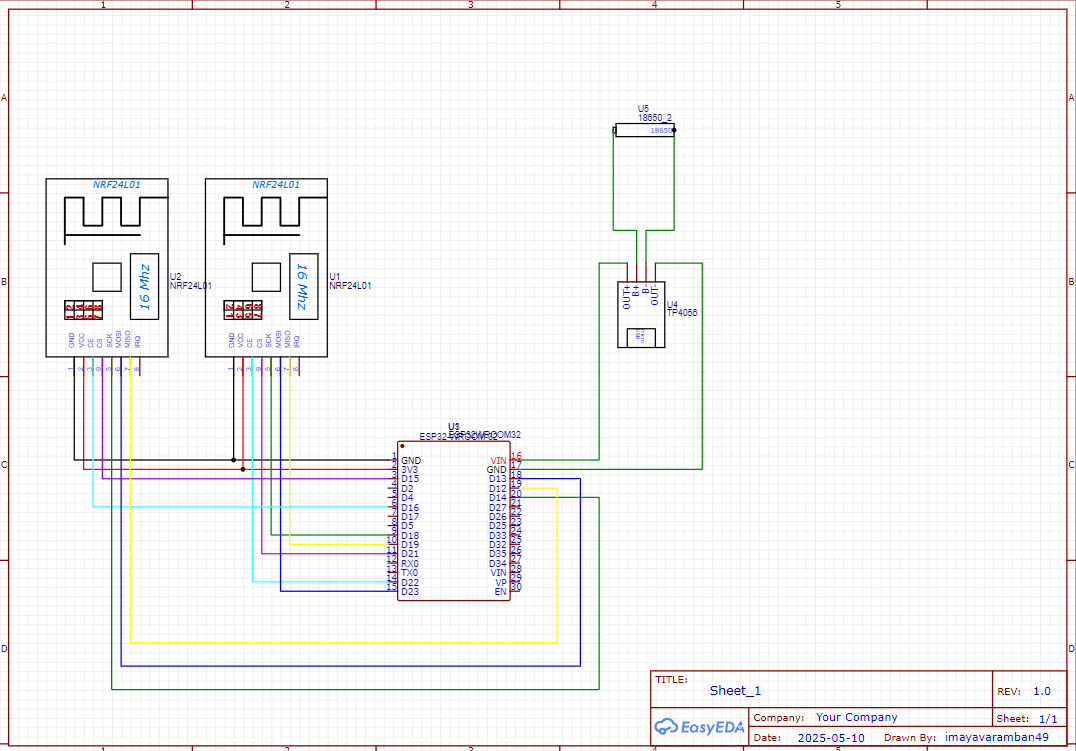 1 2 3 4 5
A
A
U5
18650_2
18650
NRF24L01
NRF24L01
16 Mhz
16 Mhz
U2
NRF24L01
U1
NRF24L01
B
B
OUT+
B+
B-
OUT-
U4
TP4056
GND
VCC
CE
CS
SCK
MOSI
MISO
IRQ
GND
VCC
CE
CS
SCK
MOSI
MISO
IRQ
1 2 3 4 5 6 7 8
1 2 3 4 5 6 7 8
ESP32-WROOM32
C
C
1 GND
2 3V3
3 D15
4 D2
5 D4
6 D16
7 D17
8 D5
9 D18
10 D19
11 D21
12 RX0
13 TX0
14 D22
15 D23
VIN 16
GND 17
D13 18
D12 19
D14 20
D27 21
D26 22
D25 23
D33 24
D32 25
D35 26
D34 27
VIN 28
VP 29
EN 30
D
D
TITLE:
Sheet_1
REV: 1.0
EasyEDA
Company: Your Company
Sheet: 1/1
Date: 2025-05-10
Drawn By: imayavaramban49
1 2 3 4 5